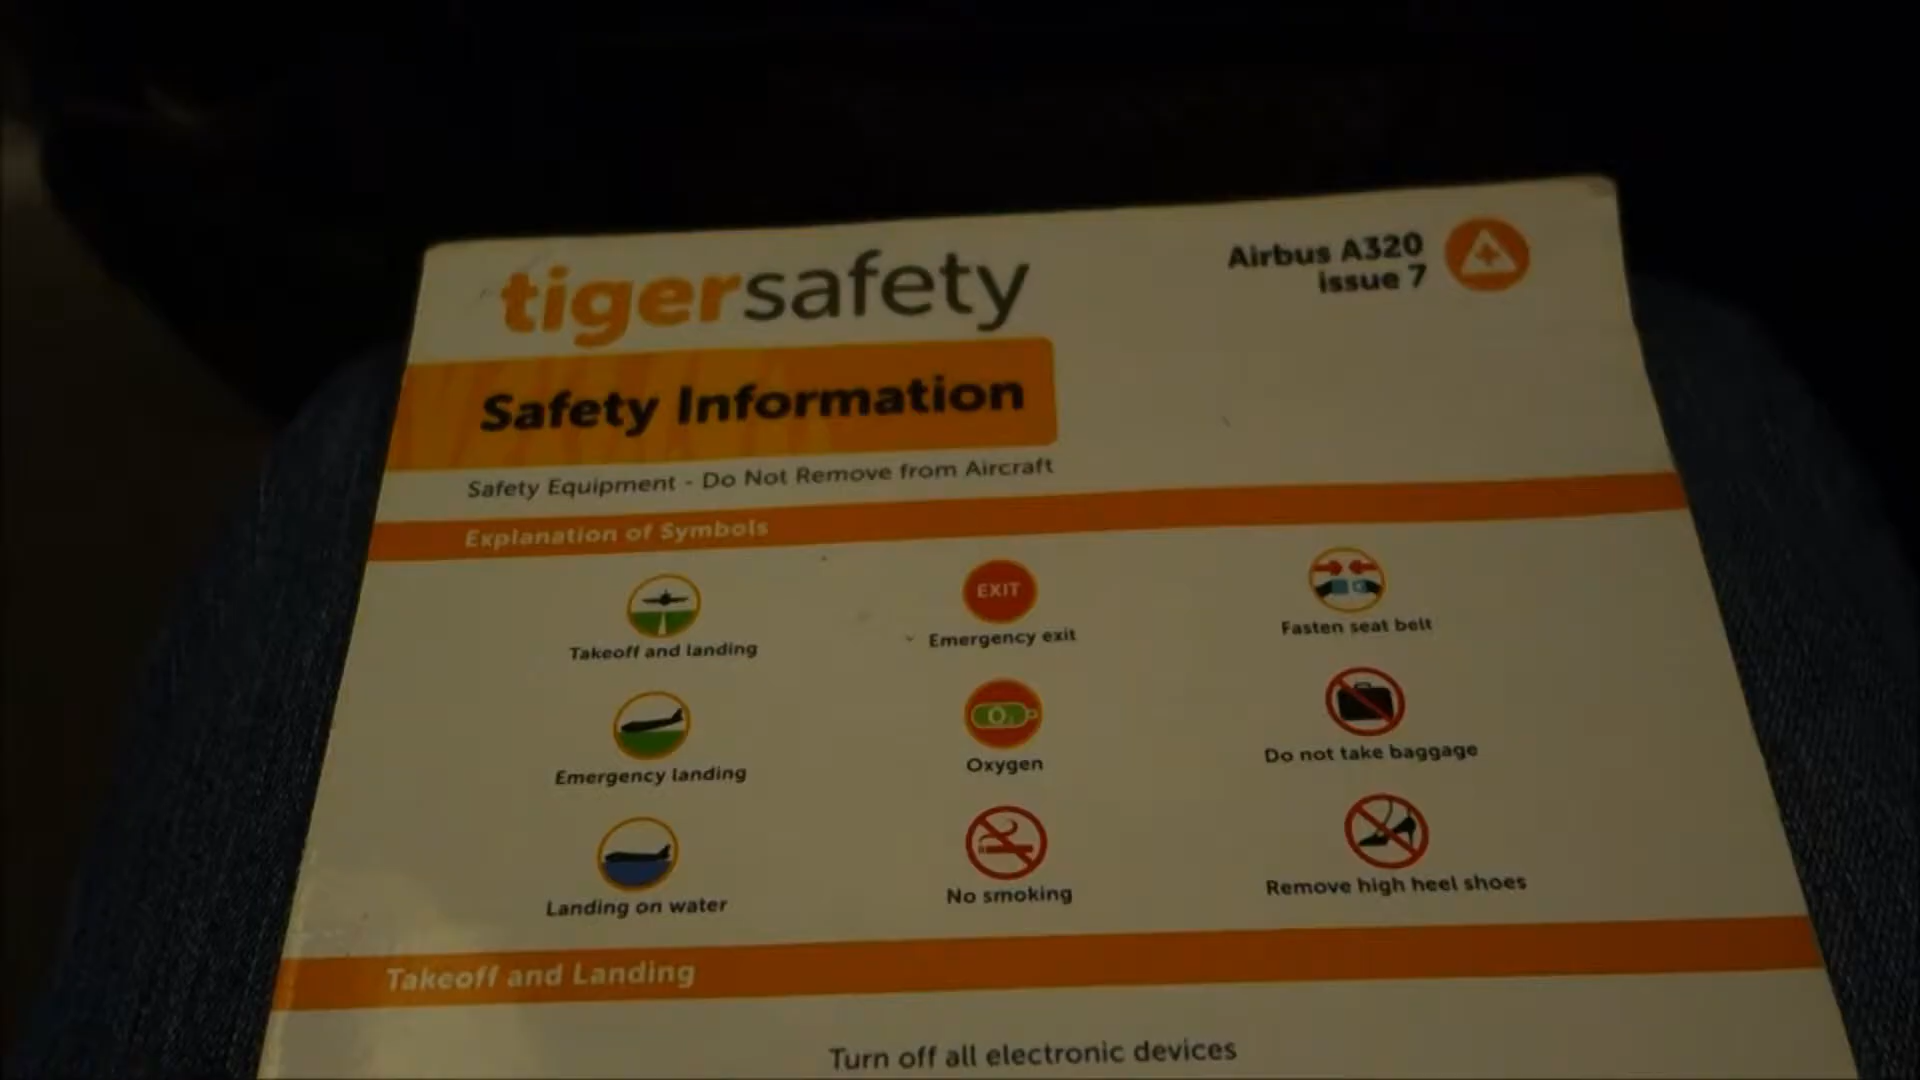 tigersafety
Airbus A320
issue 7
Safety Information
Safety Equipment - Do Not Remove from Aircraft
Explanation of Symbols
Takeoff and landing
EXIT
Emergency exit
Fasten seat belt
Emergency landing
O₂
Oxygen
Do not take baggage
Landing on water
No smoking
Remove high heel shoes
Takeoff and Landing
Turn off all electronic devices